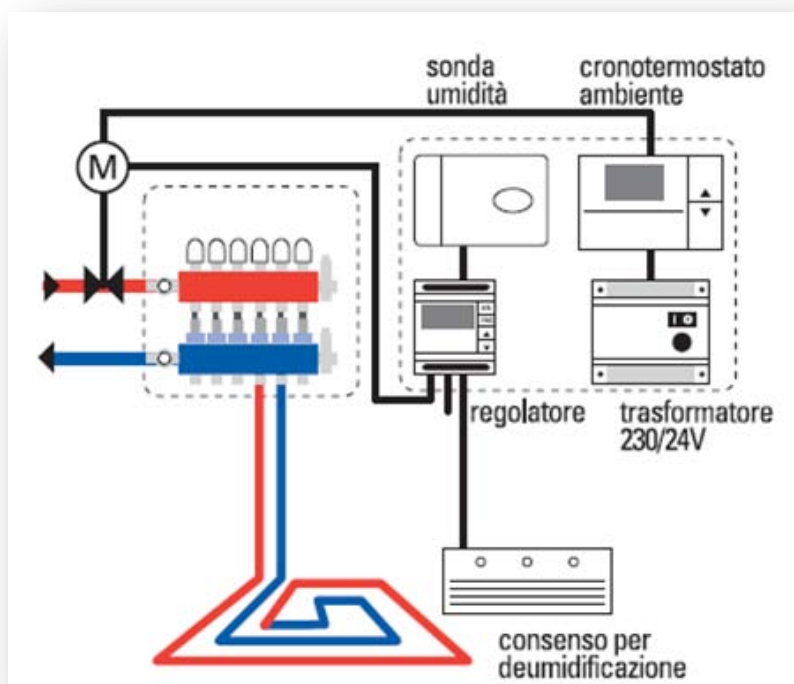 sonda
umidità
cronotermostato
ambiente
M
I O
regolatore
trasformatore
230/24V
consenso per
deumidificazione